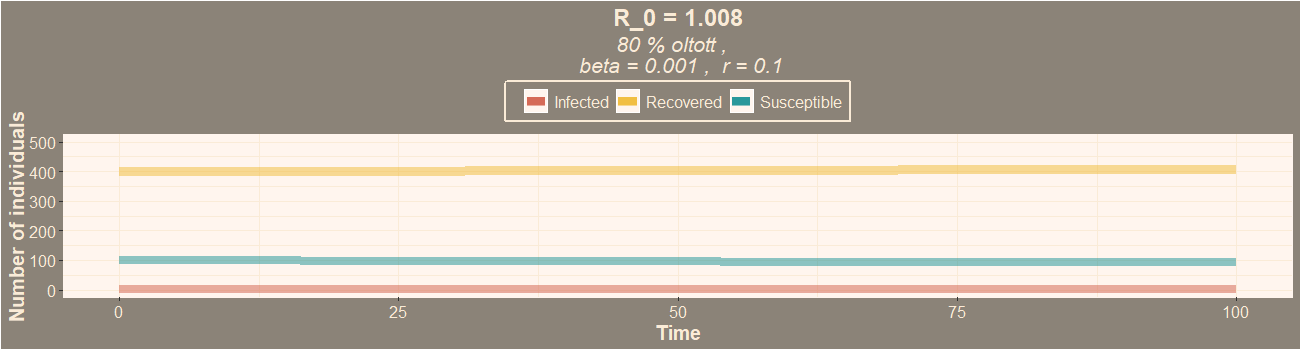 R_0 = 1.008
80 % oltott ,
beta = 0.001 ,  r = 0.1
Infected
Recovered
Susceptible
Number of individuals
500
400
300
200
100
0
0
25
50
75
100
Time